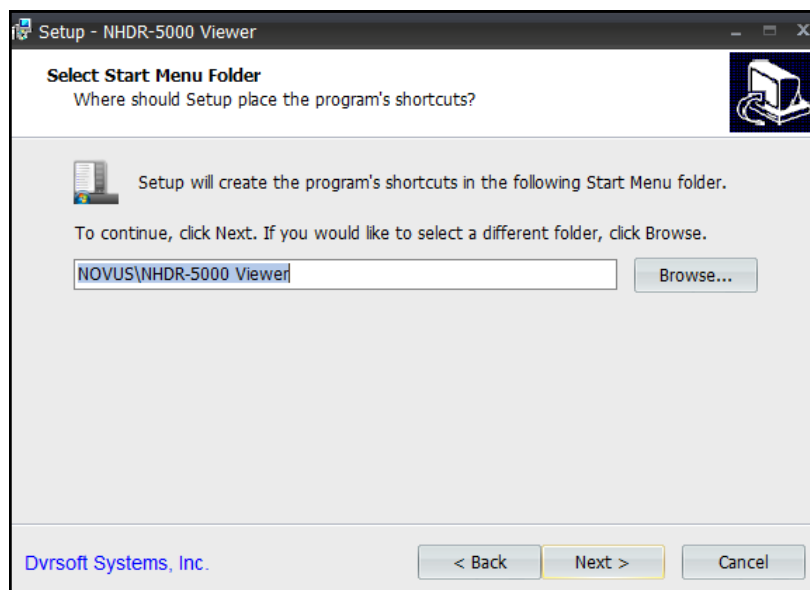 Setup - NHDR-5000 Viewer
Select Start Menu Folder
Where should Setup place the program's shortcuts?
Setup will create the program's shortcuts in the following Start Menu folder.
To continue, click Next. If you would like to select a different folder, click Browse.
NOVUS\NHDR-5000 Viewer
Browse...
Dvrsoft Systems, Inc.
< Back
Next >
Cancel